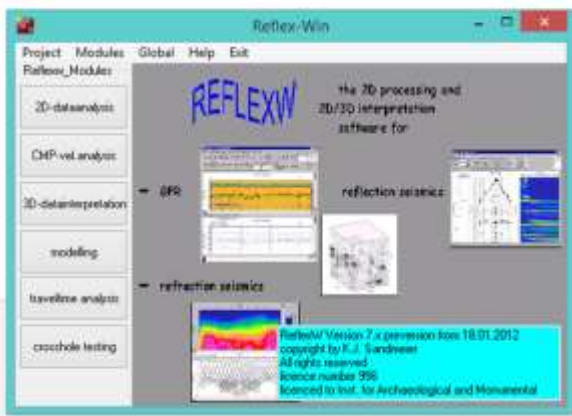 Reflex-Win
Project Modules Global Help Exit
Reflexw_Modules
2D-dataanalysis
CMP-vel.analysis
3D-datainterpretation
modelling
traveltime analysis
crosshole testing
REFLEXW
the 2D processing and
2D/3D interpretation
software for
- GPR
reflection seismics
- refraction seismics
ReflexW Version 7.x preversion from 18.01.2012
copyright by K.J. Sandmeier
All rights reserved
licence number 996
licenced to Inst. for Archaeological and Monumental